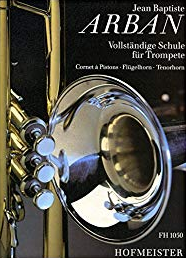 Jean Baptiste
ARBAN
Vollständige Schule
für Trompete
Cornet à Pistons · Flügelhorn · Tenorhorn
FH 1050
HOFMEISTER